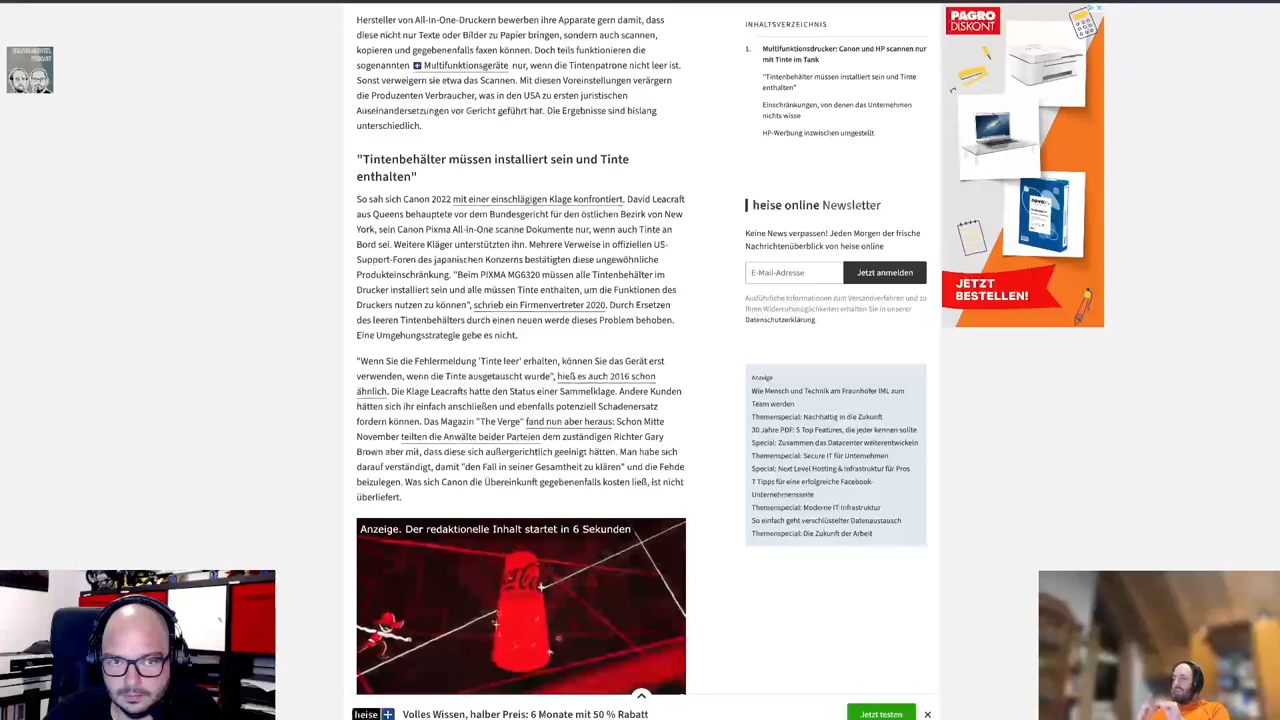 Hersteller von All-in-One-Druckern bewerben ihre Apparate gern damit, dass
diese nicht nur Texte oder Bilder zu Papier bringen, sondern auch scannen,
kopieren und gegebenenfalls faxen können. Doch teils funktionieren die
sogenannten Multifunktionsgeräte nur, wenn die Tintenpatrone nicht leer ist.
Sonst verweigern sie etwa das Scannen. Mit diesen Voreinstellungen verärgern
die Produzenten Verbraucher, was in den USA zu ersten juristischen
Auseinandersetzungen vor Gericht geführt hat. Die Ergebnisse sind bislang
unterschiedlich.
"Tintenbehälter müssen installiert sein und Tinte
enthalten"
So sah sich Canon 2022 mit einer einschlägigen Klage konfrontiert. David Leacraft
aus Queens behauptete vor dem Bundesgericht für den östlichen Bezirk von New
York, sein Canon Pixma All-in-One scanne Dokumente nur, wenn auch Tinte an
Bord sei. Weitere Kläger unterstützten ihn. Mehrere Verweise in offiziellen US-
Support-Foren des japanischen Konzerns bestätigten diese ungewöhnliche
Produkteinschränkung. "Beim PIXMA MG6320 müssen alle Tintenbehälter im
Drucker installiert sein und alle müssen Tinte enthalten, um die Funktionen des
Druckers nutzen zu können", schrieb ein Firmenvertreter 2020. Durch Ersetzen
des leeren Tintenbehälters durch einen neuen werde dieses Problem behoben.
Eine Umgehungsstrategie gebe es nicht.
"Wenn Sie die Fehlermeldung 'Tinte leer' erhalten, können Sie das Gerät erst
verwenden, wenn die Tinte ausgetauscht wurde", hieß es auch 2016 schon
ähnlich. Die Klage Leacrafts hatte den Status einer Sammelklage. Andere Kunden
hätten sich ihr einfach anschließen und ebenfalls potenziell Schadenersatz
fordern können. Das Magazin "The Verge" fand nun aber heraus: Schon Mitte
November teilten die Anwälte beider Parteien dem zuständigen Richter Gary
Brown aber mit, dass diese sich außergerichtlich geeinigt hätten. Man habe sich
darauf verständigt, damit "den Fall in seiner Gesamtheit zu klären" und die Fehde
beizulegen. Was sich Canon die Übereinkunft gegebenenfalls kosten ließ, ist nicht
überliefert.
Anzeige. Der redaktionelle Inhalt startet in 6 Sekunden
heise+ Volles Wissen, halber Preis: 6 Monate mit 50 % Rabatt
Jetzt testen
INHALTSVERZEICHNIS
1. Multifunktionsdrucker: Canon und HP scannen nur
mit Tinte im Tank
"Tintenbehälter müssen installiert sein und Tinte
enthalten"
Einschränkungen, von denen das Unternehmen
nichts wisse
HP-Werbung inzwischen umgestellt
heise online Newsletter
Keine News verpassen! Jeden Morgen der frische
Nachrichtenüberblick von heise online
E-Mail-Adresse
Jetzt anmelden
Ausführliche Informationen zum Versandverfahren und zu
Ihren Widerrufsmöglichkeiten erhalten Sie in unserer
Datenschutzerklärung.
Anzeige
Wie Mensch und Technik am Fraunhofer IML zum
Team werden
Themenspecial: Nachhaltig in die Zukunft
30 Jahre PDF: 5 Top Features, die jeder kennen sollte
Special: Zusammen das Datacenter weiterentwickeln
Themenspecial: Secure IT für Unternehmen
Special: Next Level Hosting & Infrastruktur für Pros
7 Tipps für eine erfolgreiche Facebook-
Unternehmensseite
Themenspecial: Moderne IT-Infrastruktur
So einfach geht verschlüsselter Datenaustausch
Themenspecial: Die Zukunft der Arbeit
PAGRO
DISKONT
JETZT
BESTELLEN!